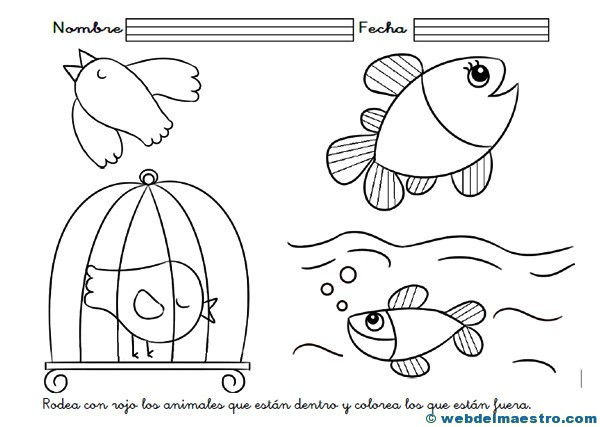 Nombre Fecha
Rodea con rojo los animales que están dentro y colorea los que están fuera.
© webdelmaestro.com